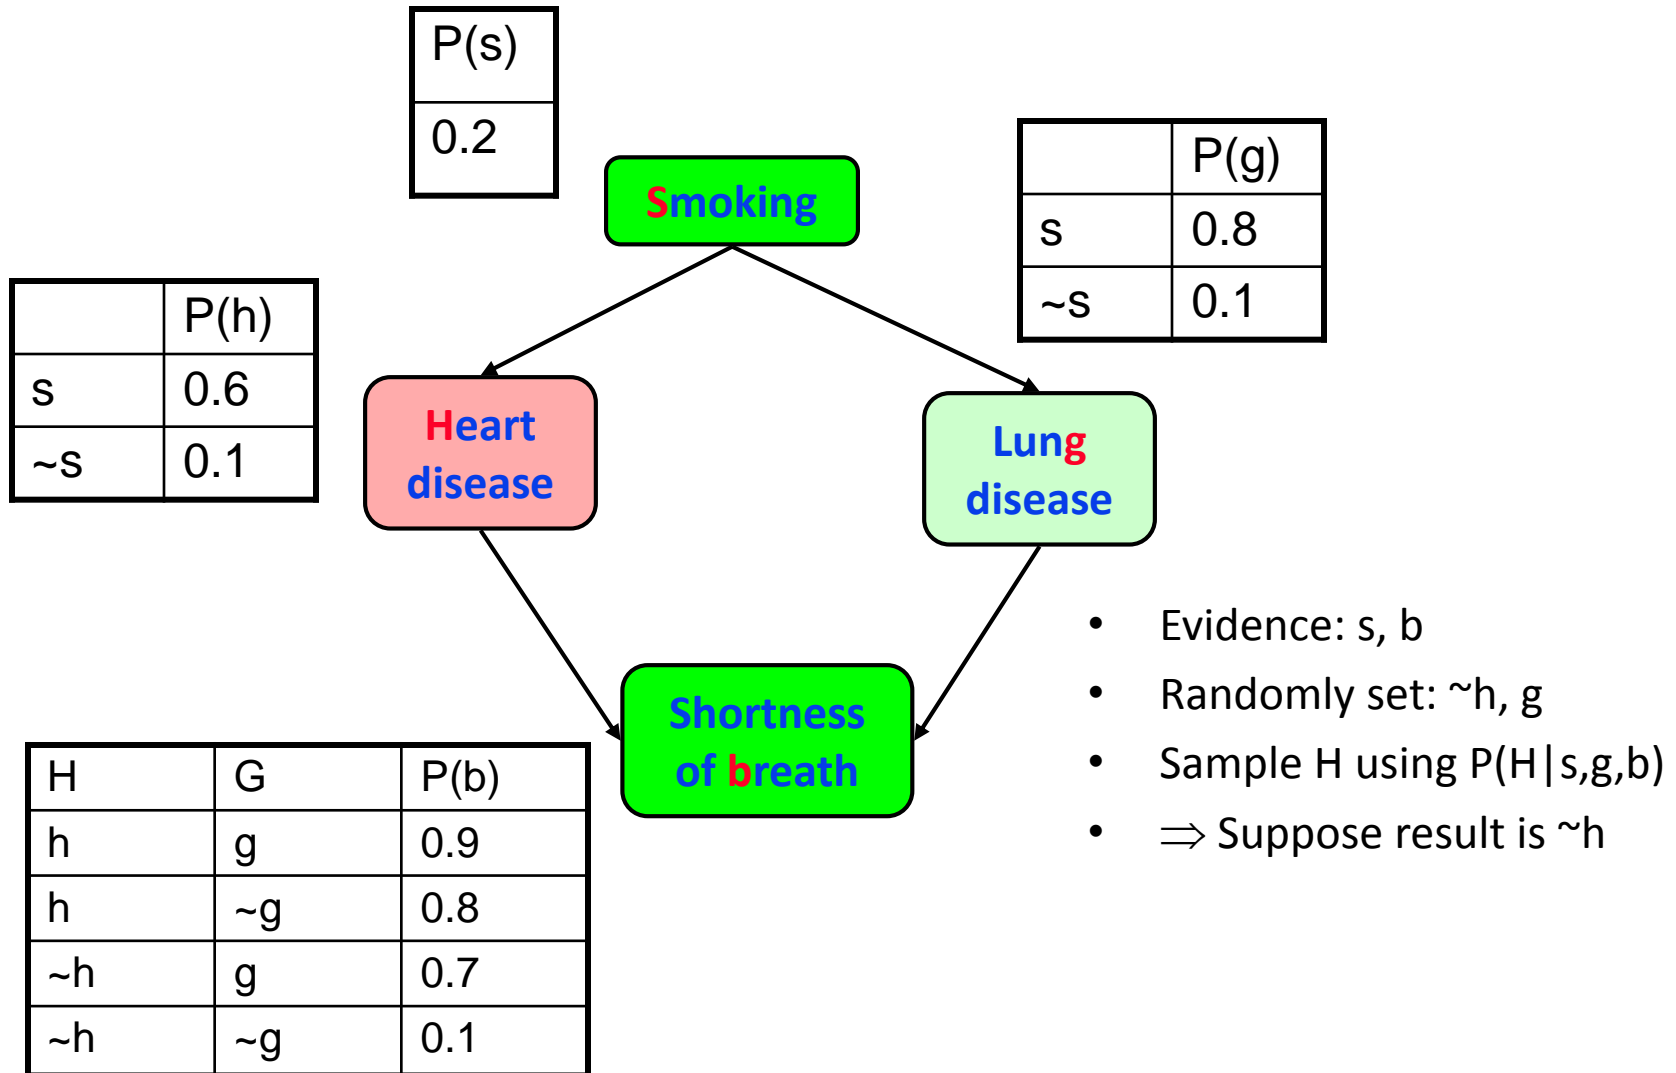 P(s)
0.2
Smoking
P(g)
s 0.8
~s 0.1
P(h)
s 0.6
~s 0.1
Heart
disease
Lung
disease
Shortness
of breath
H G P(b)
h g 0.9
h ~g 0.8
~h g 0.7
~h ~g 0.1
• Evidence: s, b
• Randomly set: ~h, g
• Sample H using P(H|s,g,b)
• ⇒ Suppose result is ~h